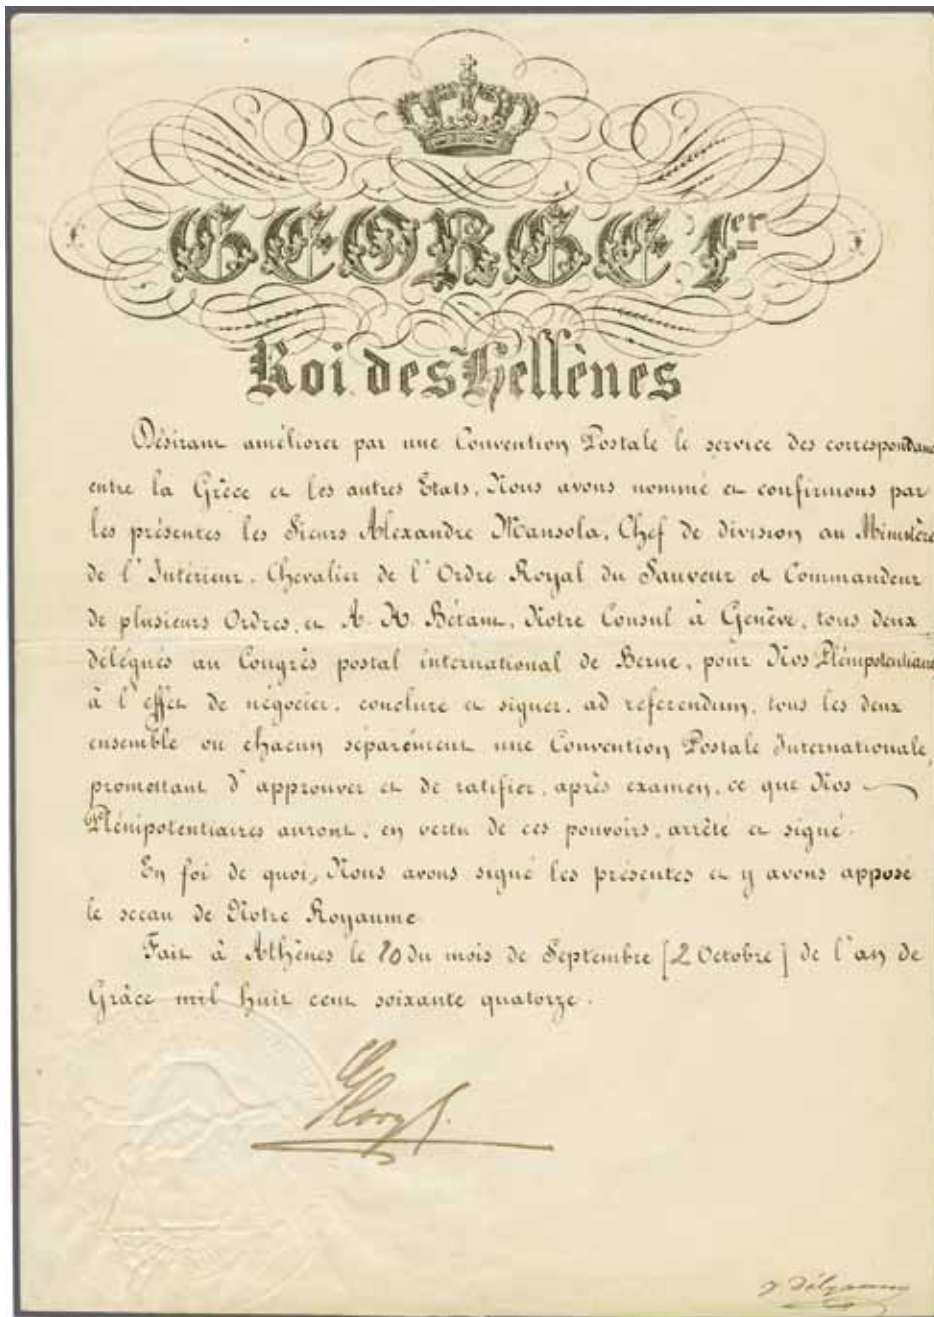 GEORGE 1er
Roi des Hellènes
Désirant améliorer par une Convention Postale le service des correspondanc
entre la Grèce et les autres Etats, Nous avons nommé et confirmons par
les présentes les Sieurs Alexandre Mansola, Chef de division au Ministère
de l'Intérieur, Chevalier de l'Ordre Royal du Sauveur et Commandeur
de plusieurs Ordres, et A. H. Bétant, Notre Consul à Genève, tous deux
délégués au Congrès postal international de Berne, pour Nos Plénipotentiaires
à l'effet de négocier, conclure et signer, ad referendum, tous les deux
ensemble ou chacun séparément une Convention Postale Internationale,
promettant d'approuver et de ratifier, après examen, ce que Nos
Plénipotentiaires auront, en vertu de ces pouvoirs, arrêté et signé.
En foi de quoi, Nous avons signé les présentes et y avons apposé
le sceau de Notre Royaume
Fait à Athènes le 20 du mois de Septembre [2 Octobre] de l'an de
Grâce mil huit cent soixante quatorze.